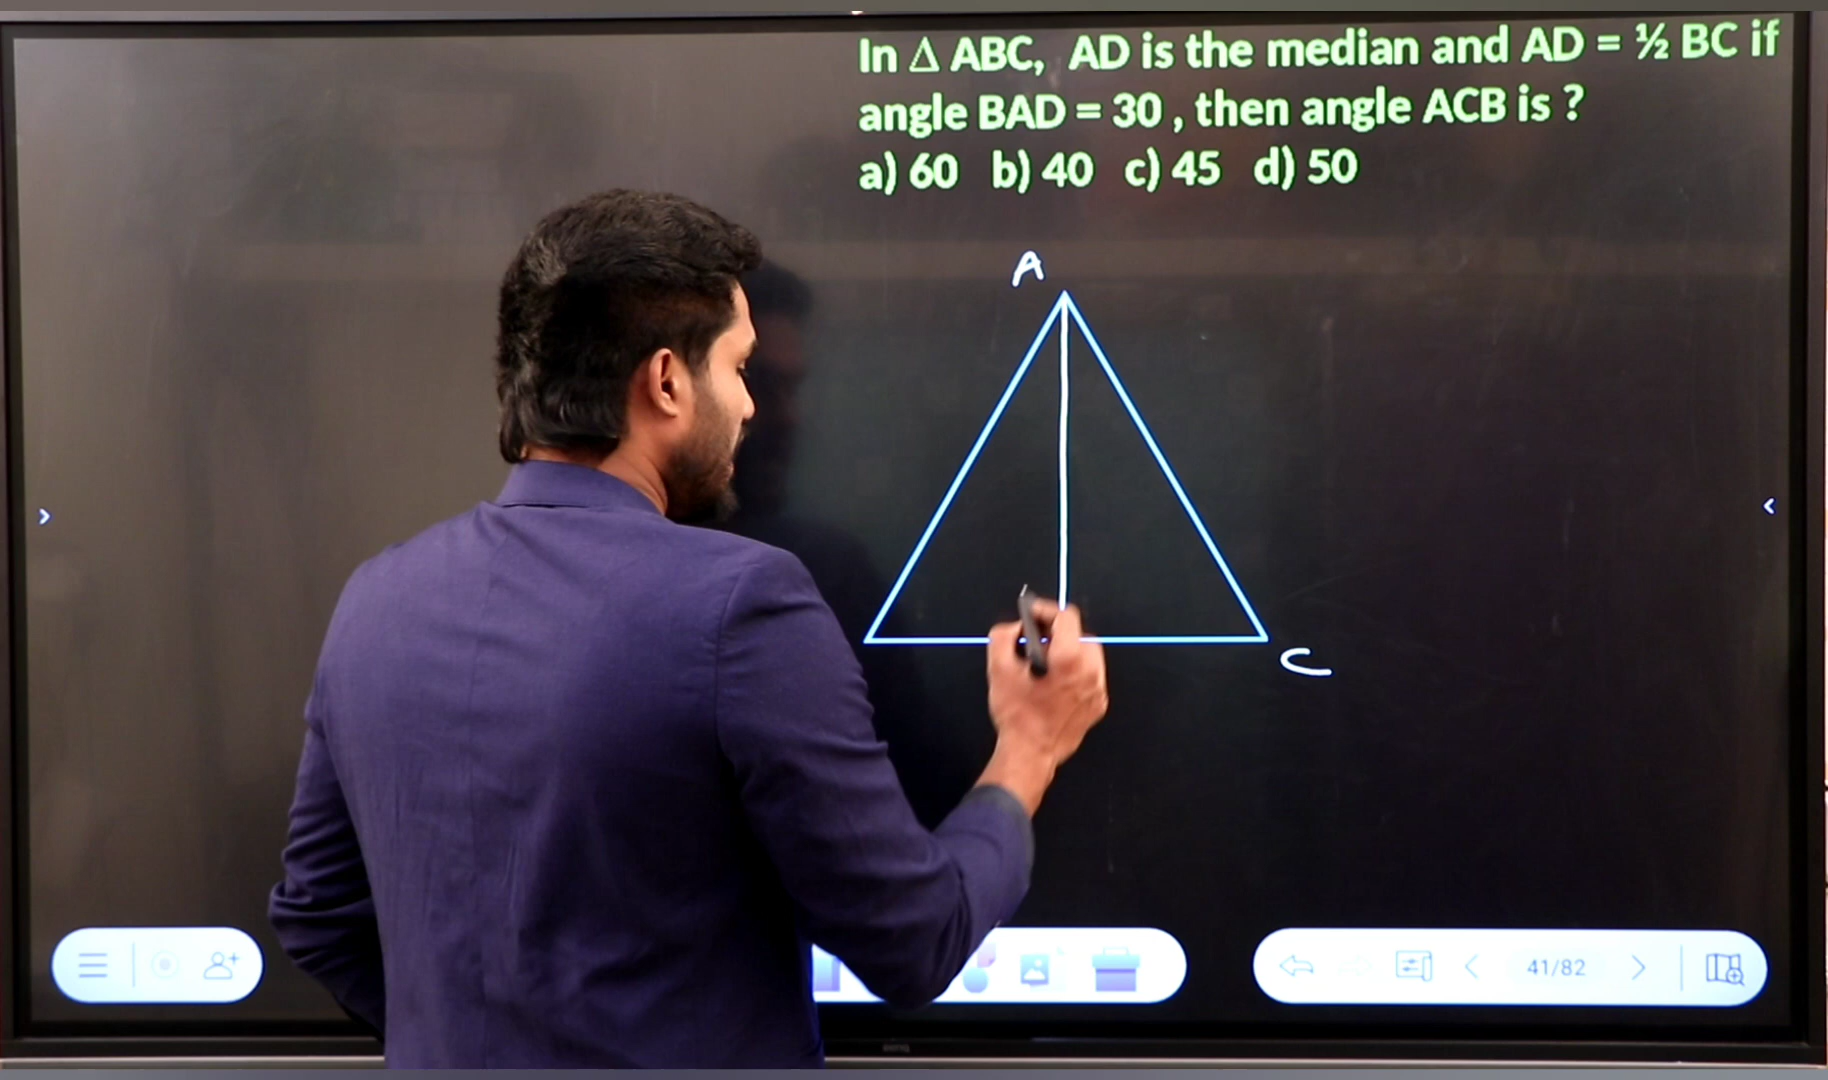 In Δ ABC, AD is the median and AD = ½ BC if
angle BAD = 30 , then angle ACB is ?
a) 60 b) 40 c) 45 d) 50
A
C
41/82